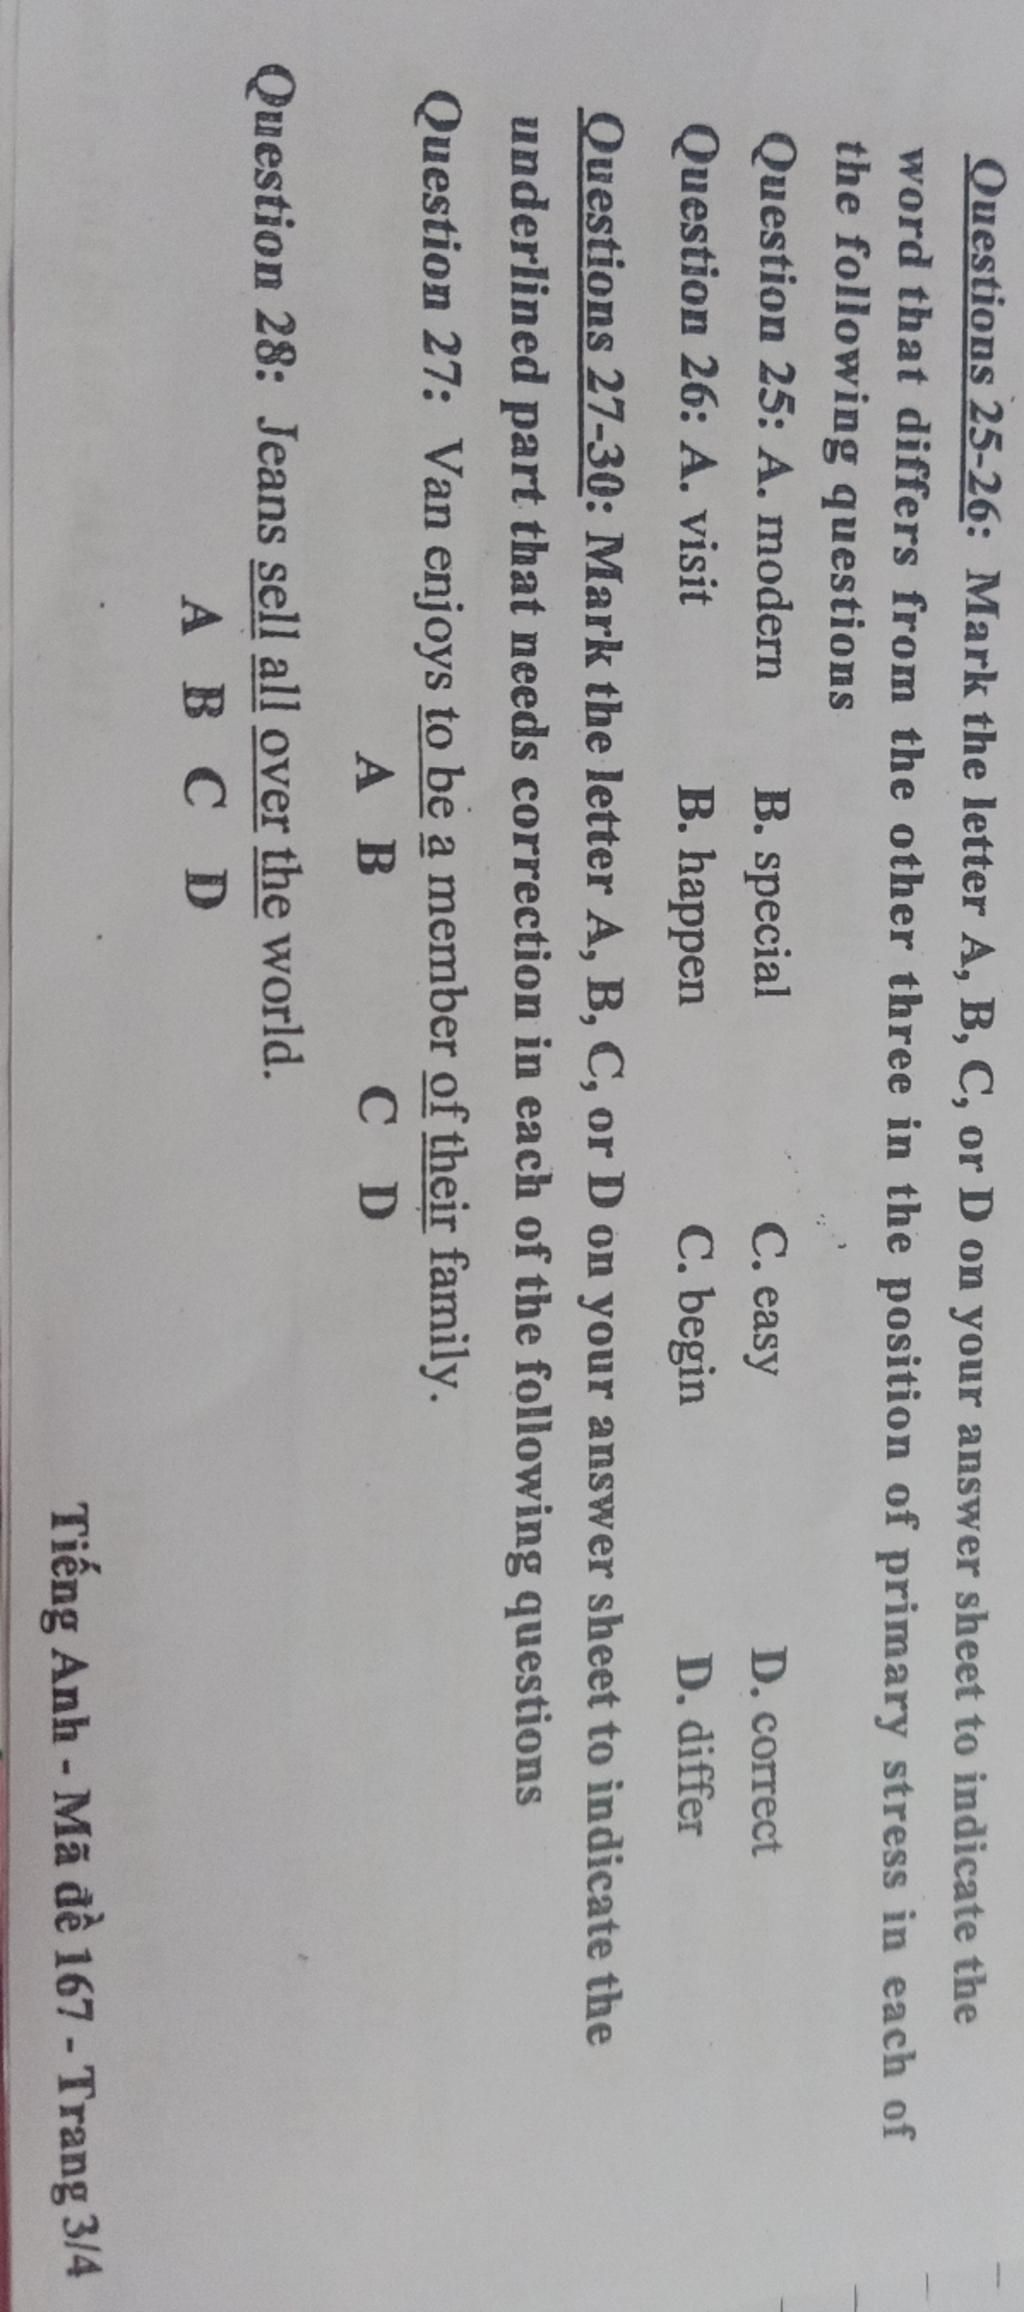 Questions 25-26: Mark the letter A, B, C, or D on your answer sheet to indicate the
word that differs from the other three in the position of primary stress in each of
the following questions
Question 25: A. modern B. special C. easy D. correct
Question 26: A. visit B. happen C. begin D. differ
Questions 27-30: Mark the letter A, B, C, or D on your answer sheet to indicate the
underlined part that needs correction in each of the following questions
Question 27: Van enjoys to be a member of their family.
A B C D
Question 28: Jeans sell all over the world.
A B C D
Tiếng Anh - Mã đề 167 - Trang 3/4